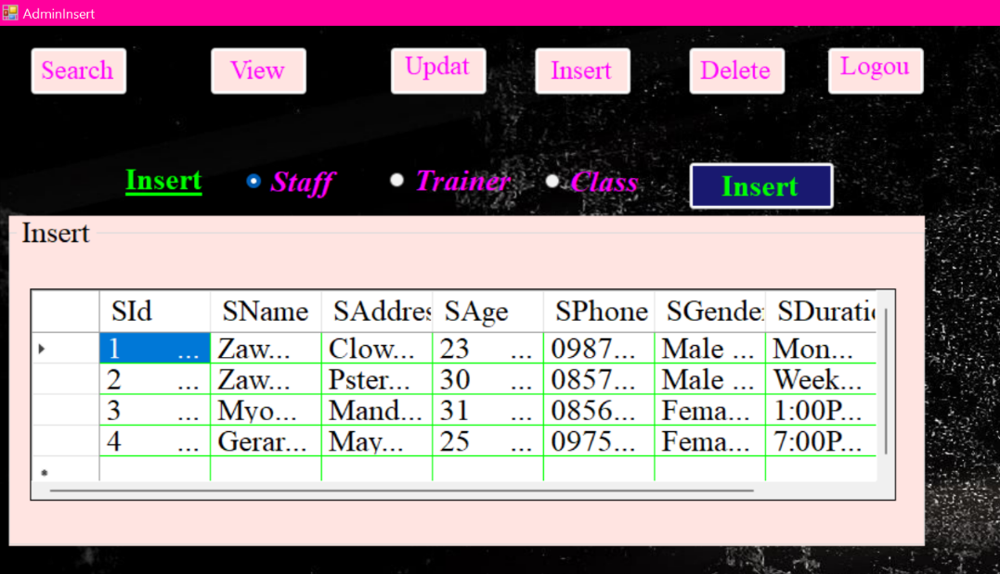 AdminInsert
Search View Updat Insert Delete Logou
Insert Staff Trainer Class Insert
Insert
SId SName SAddres SAge SPhone SGende SDuratic
1 ... Zaw... Clow... 23 ... 0987... Male ... Mon...
2 ... Zaw... Pster... 30 ... 0857... Male ... Week...
3 ... Myo... Mand... 31 ... 0856... Fema... 1:00P...
4 ... Gerar... May... 25 ... 0975... Fema... 7:00P...